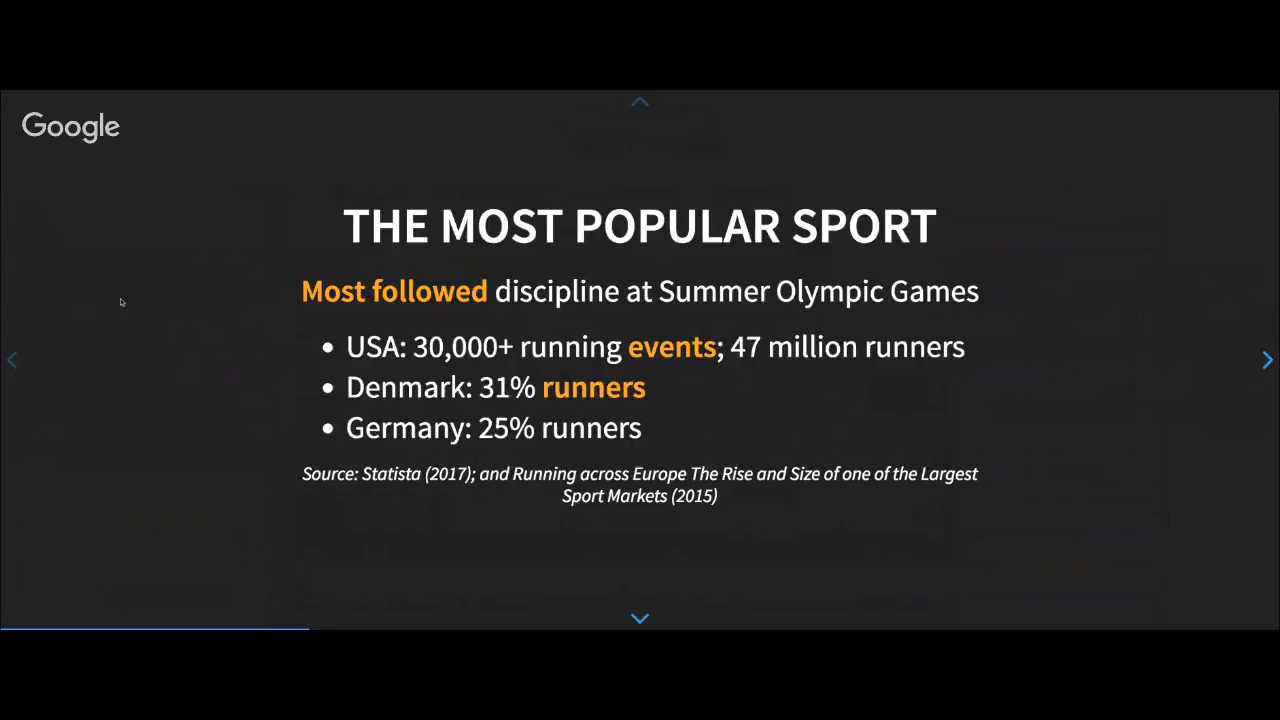 Google
THE MOST POPULAR SPORT
Most followed discipline at Summer Olympic Games
• USA: 30,000+ running events; 47 million runners
• Denmark: 31% runners
• Germany: 25% runners
Source: Statista (2017); and Running across Europe The Rise and Size of one of the Largest
Sport Markets (2015)